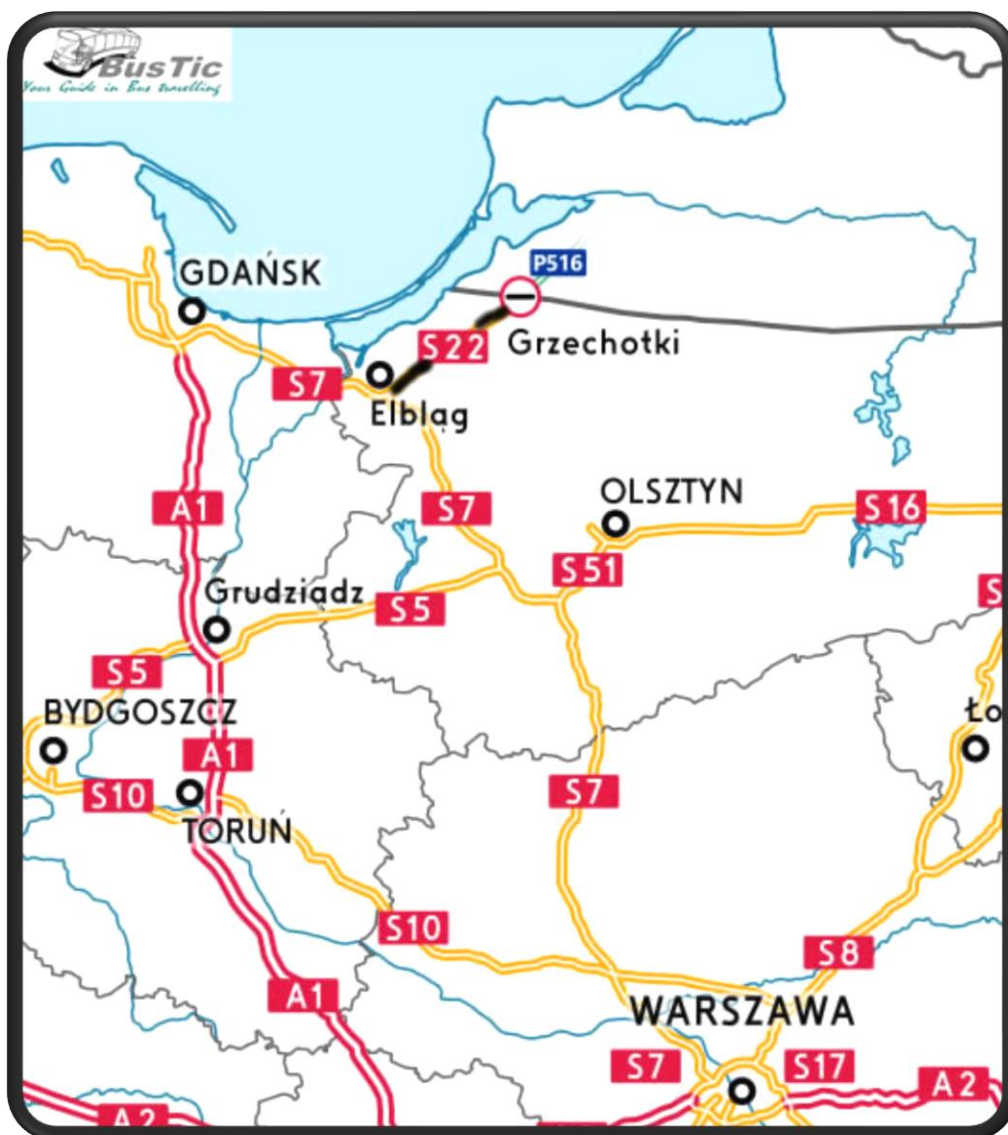 BusTic
Your Guide in Bus travelling
GDAŃSK
P516
S22
Grzechotki
S7
Elbląg
A1
S7
OLSZTYN
S16
S51
Grudziądz
S5
S
S5
BYDGOSZCZ
Ło
A1
S7
S10
TORUŃ
S10
S8
A1
WARSZAWA
S7
S17
A2
A2